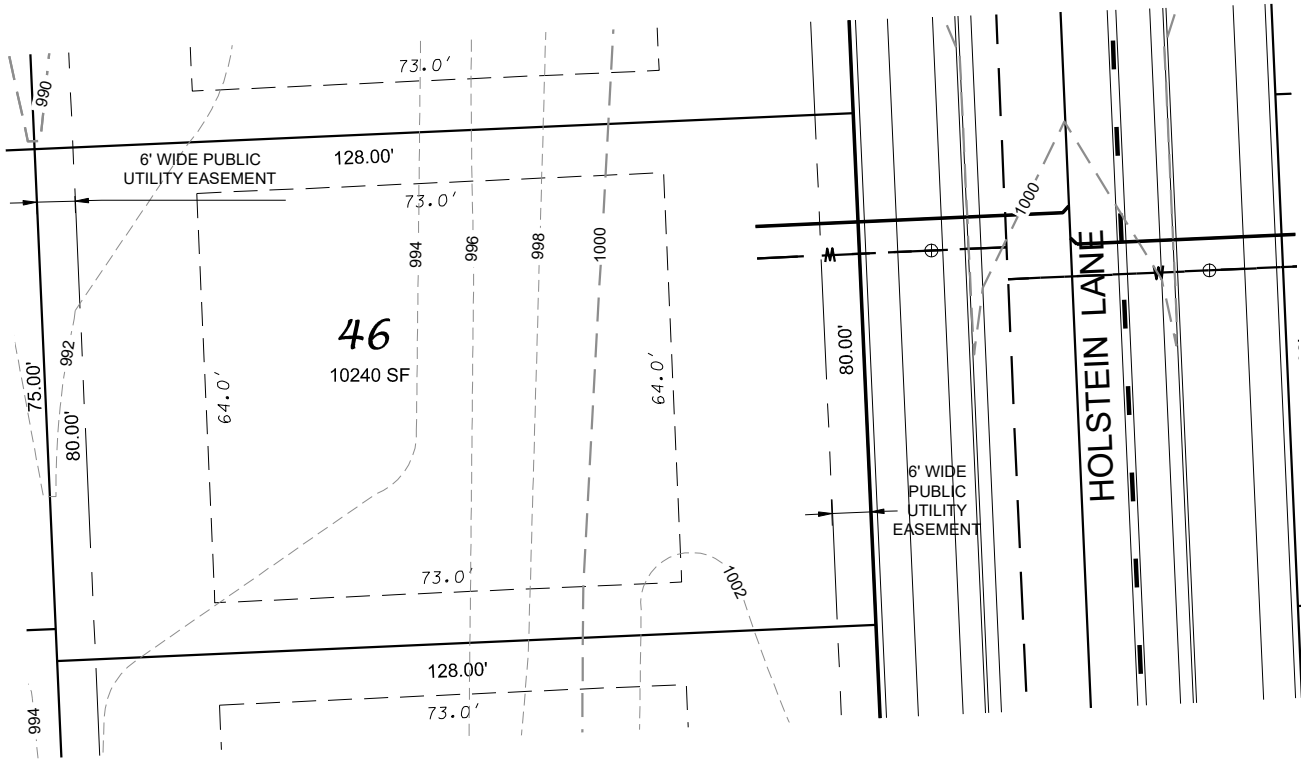 73.0'
990
6' WIDE PUBLIC
UTILITY EASEMENT
128.00'
73.0'
1000
994
996
998
1000
W
W
HOLSTEIN LANE
46
10240 SF
992
75.00'
80.00'
64.0'
64.0'
80.00'
6' WIDE
PUBLIC
UTILITY
EASEMENT
73.0'
1002
128.00'
73.0'
994